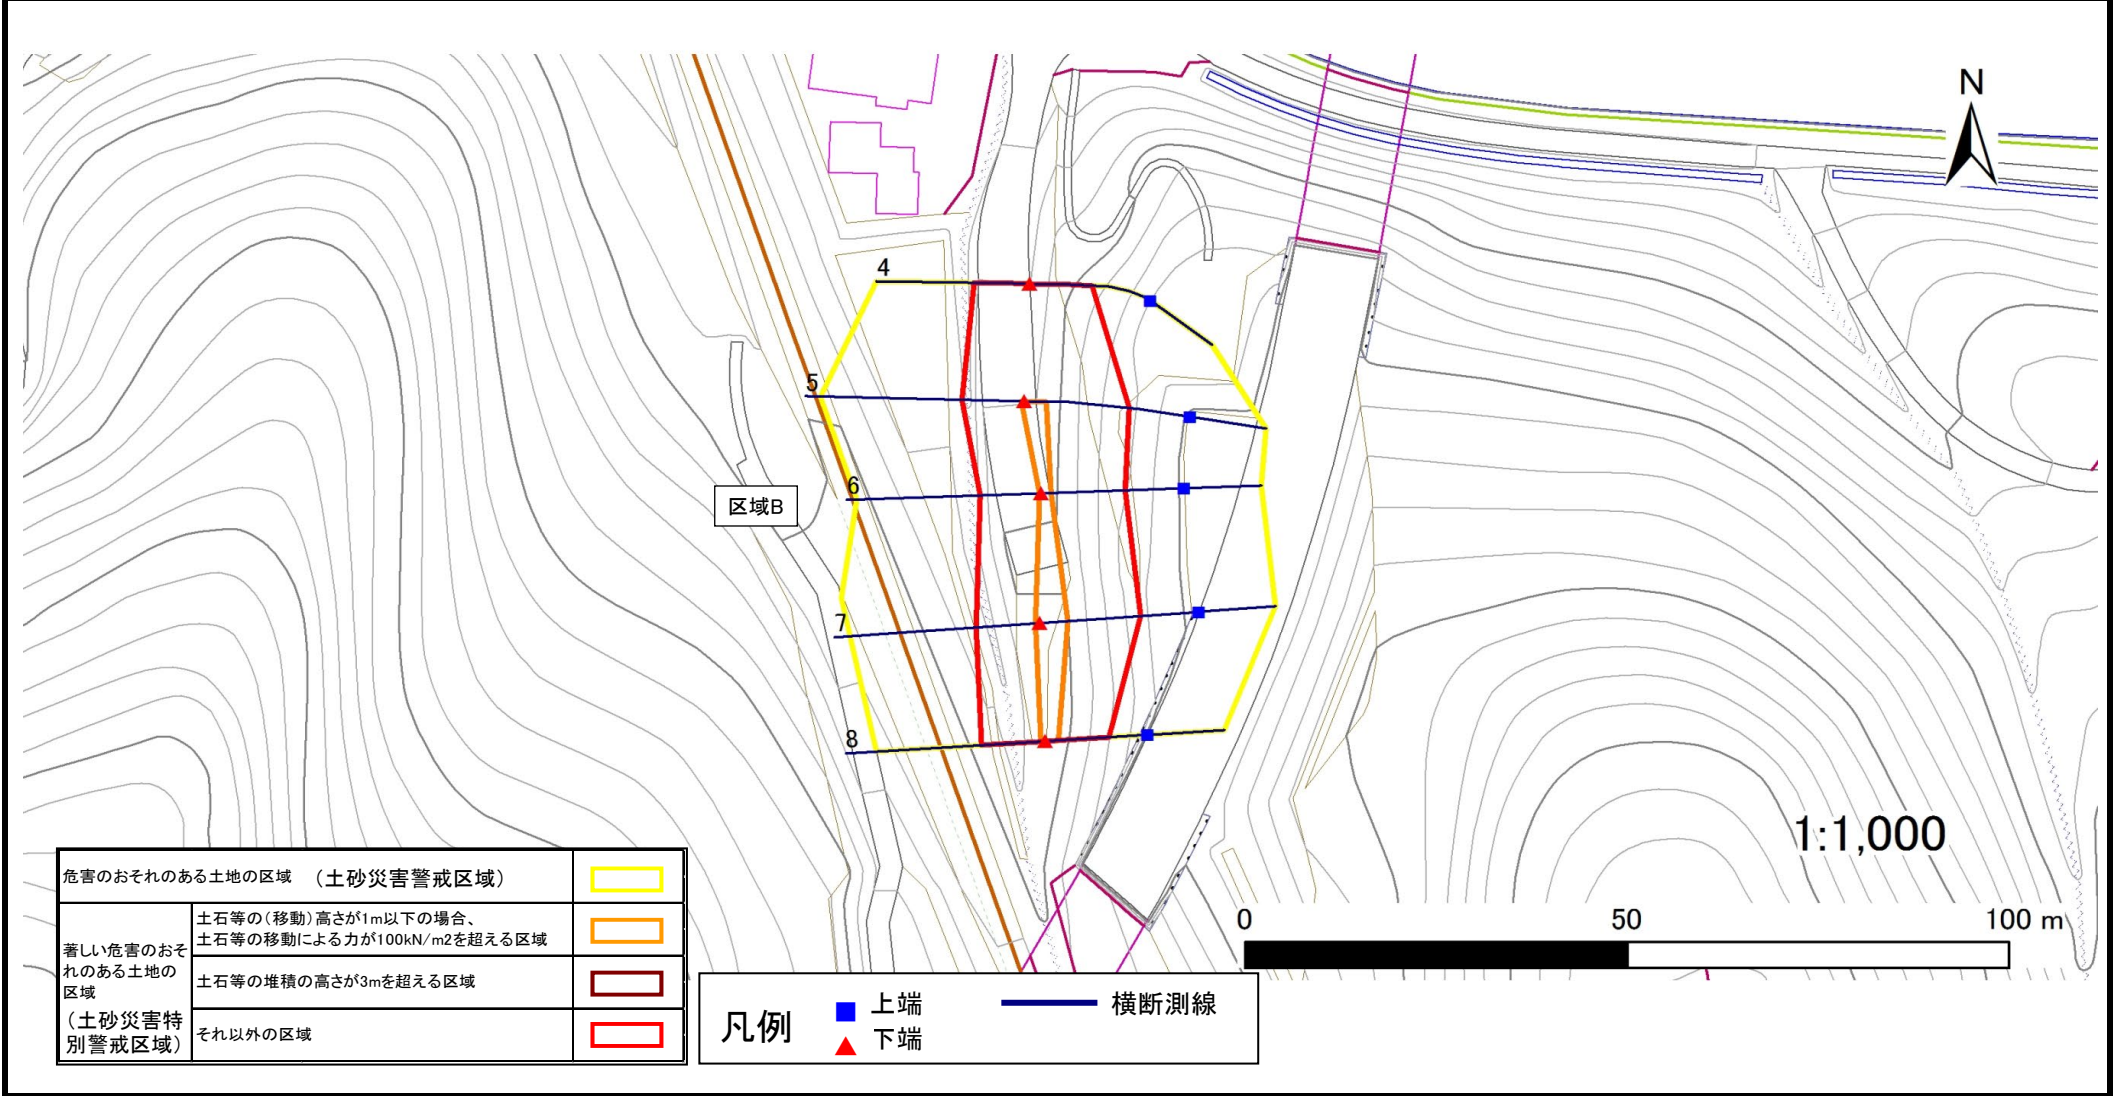 N
4
5
6
区域B
7
8
1:1,000
0 50 100 m
危害のおそれのある土地の区域 （土砂災害警戒区域）
著しい危害のおそ
れのある土地の
区域
（土砂災害特
別警戒区域）
土石等の（移動）高さが1m以下の場合、
土石等の移動による力が100kN/m2を超える区域
土石等の堆積の高さが3mを超える区域
それ以外の区域
凡例
上端
下端
横断測線